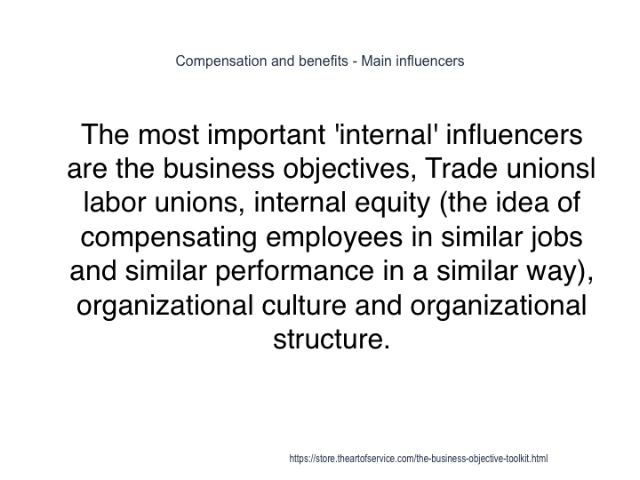 Compensation and benefits - Main influencers
The most important 'internal' influencers
are the business objectives, Trade unionsl
labor unions, internal equity (the idea of
compensating employees in similar jobs
and similar performance in a similar way),
organizational culture and organizational
structure.
https://store.theartofservice.com/the-business-objective-toolkit.html